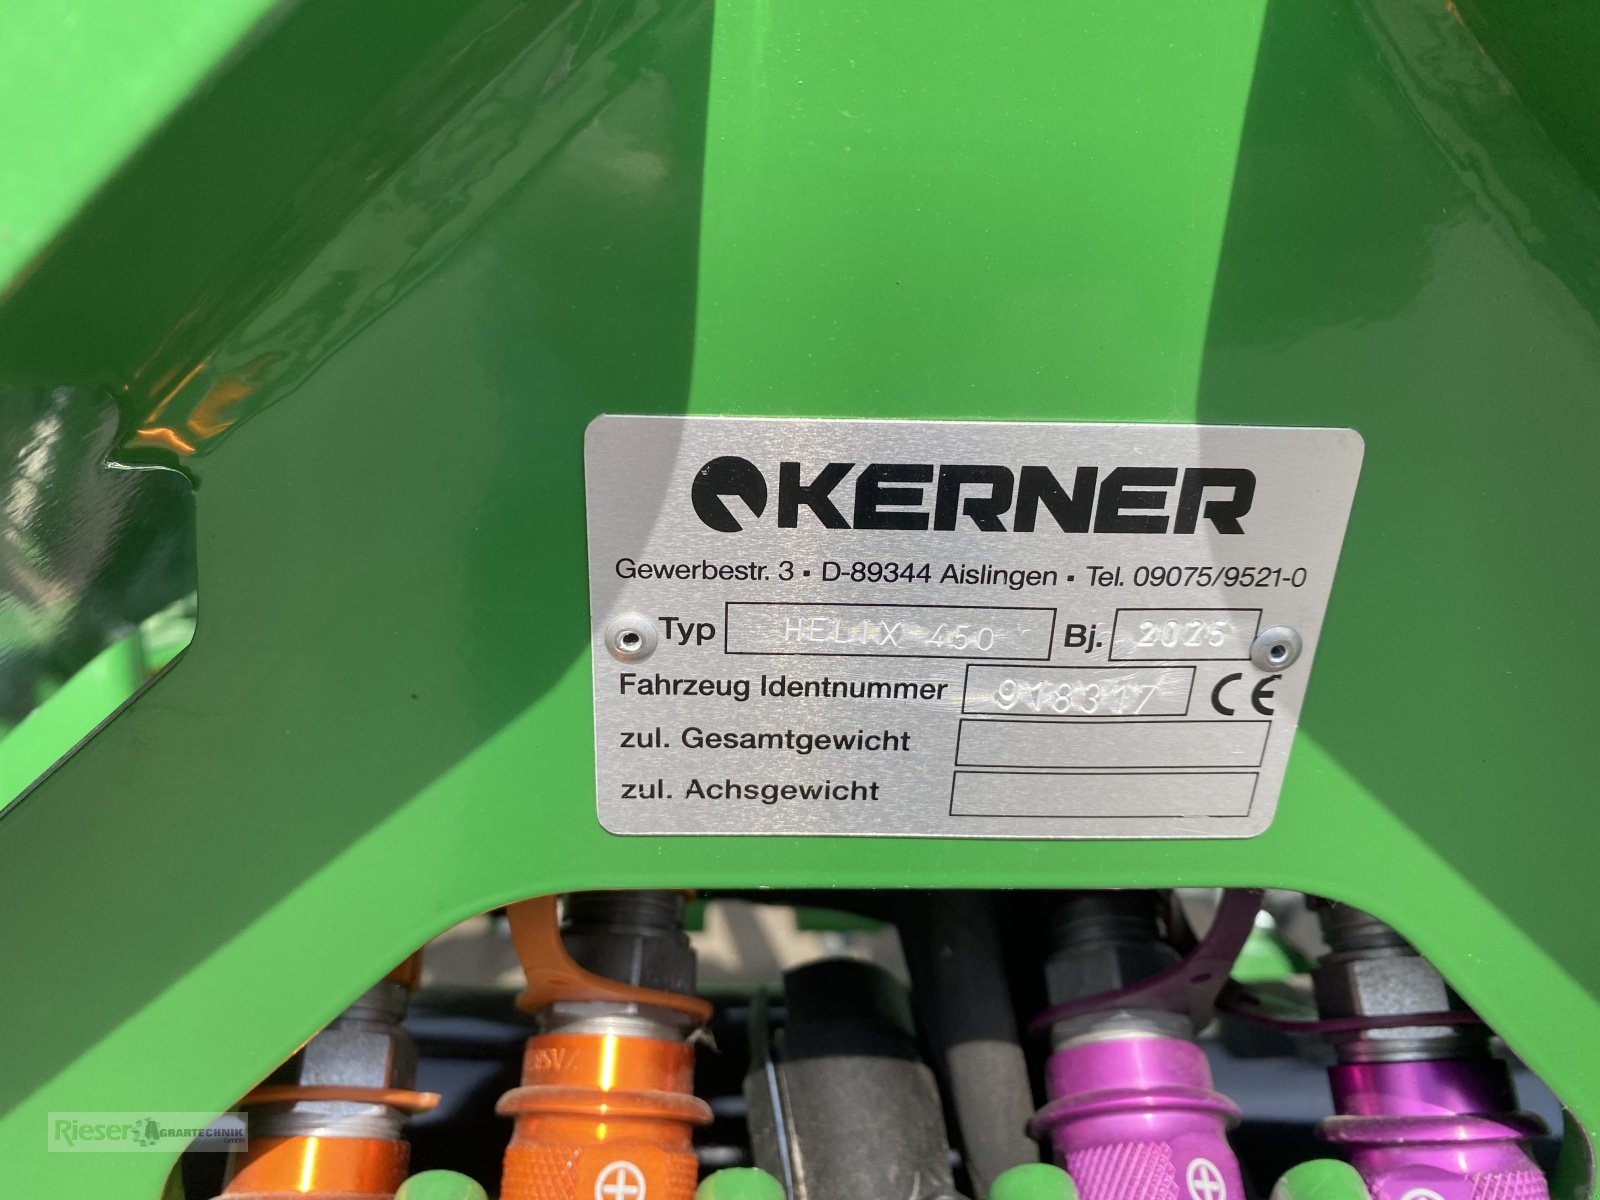 KERNER
Gewerbestr. 3 ▪ D-89344 Aislingen ▪ Tel. 09075/9521-0
Typ HELIX 450 Bj. 2025
Fahrzeug Identnummer 918317 CE
zul. Gesamtgewicht
zul. Achsgewicht
Rieser AGRARTECHNIK
GmbH